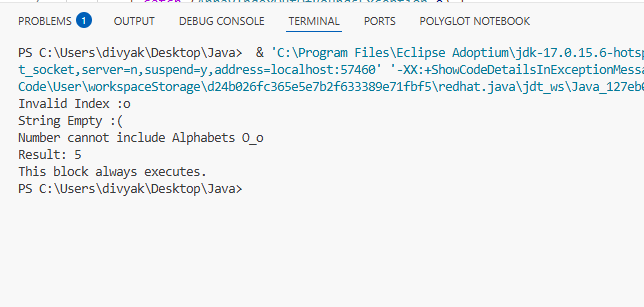 catch (ArrayIndexOutOfBoundsException e) {
PROBLEMS 1 OUTPUT DEBUG CONSOLE TERMINAL PORTS POLYGLOT NOTEBOOK
PS C:\Users\divyak\Desktop\Java>  & 'C:\Program Files\Eclipse Adoptium\jdk-17.0.15.6-hotsp
t_socket,server=n,suspend=y,address=localhost:57460' '-XX:+ShowCodeDetailsInExceptionMessa
Code\User\workspaceStorage\d24b026fc365e5e7b2f633389e71fbf5\redhat.java\jdt_ws\Java_127eb0
Invalid Index :o
String Empty :(
Number cannot include Alphabets O_o
Result: 5
This block always executes.
PS C:\Users\divyak\Desktop\Java>